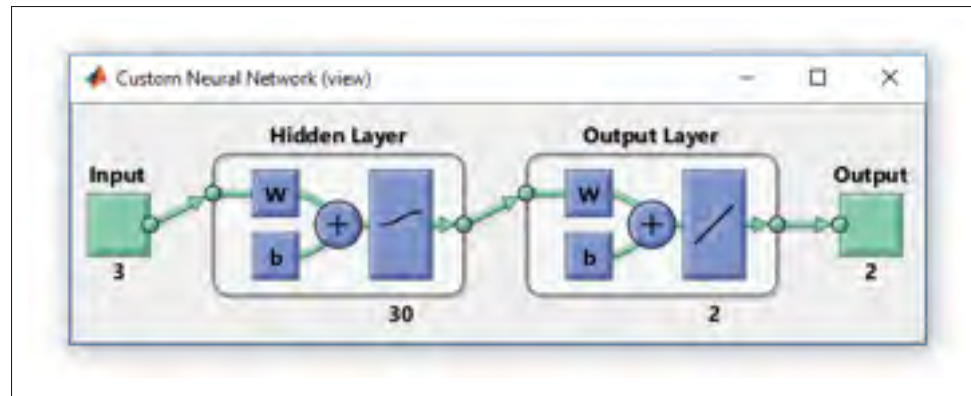 Custom Neural Network (view)
Hidden Layer
Output Layer
Input
Output
W
+
b
W
+
b
3
30
2
2